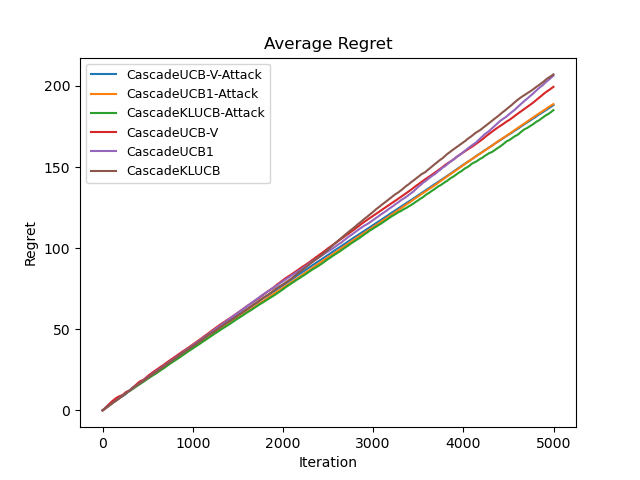 Average Regret
CascadeUCB-V-Attack
CascadeUCB1-Attack
CascadeKLUCB-Attack
CascadeUCB-V
CascadeUCB1
CascadeKLUCB
200
150
100
50
0
Regret
0 1000 2000 3000 4000 5000
Iteration